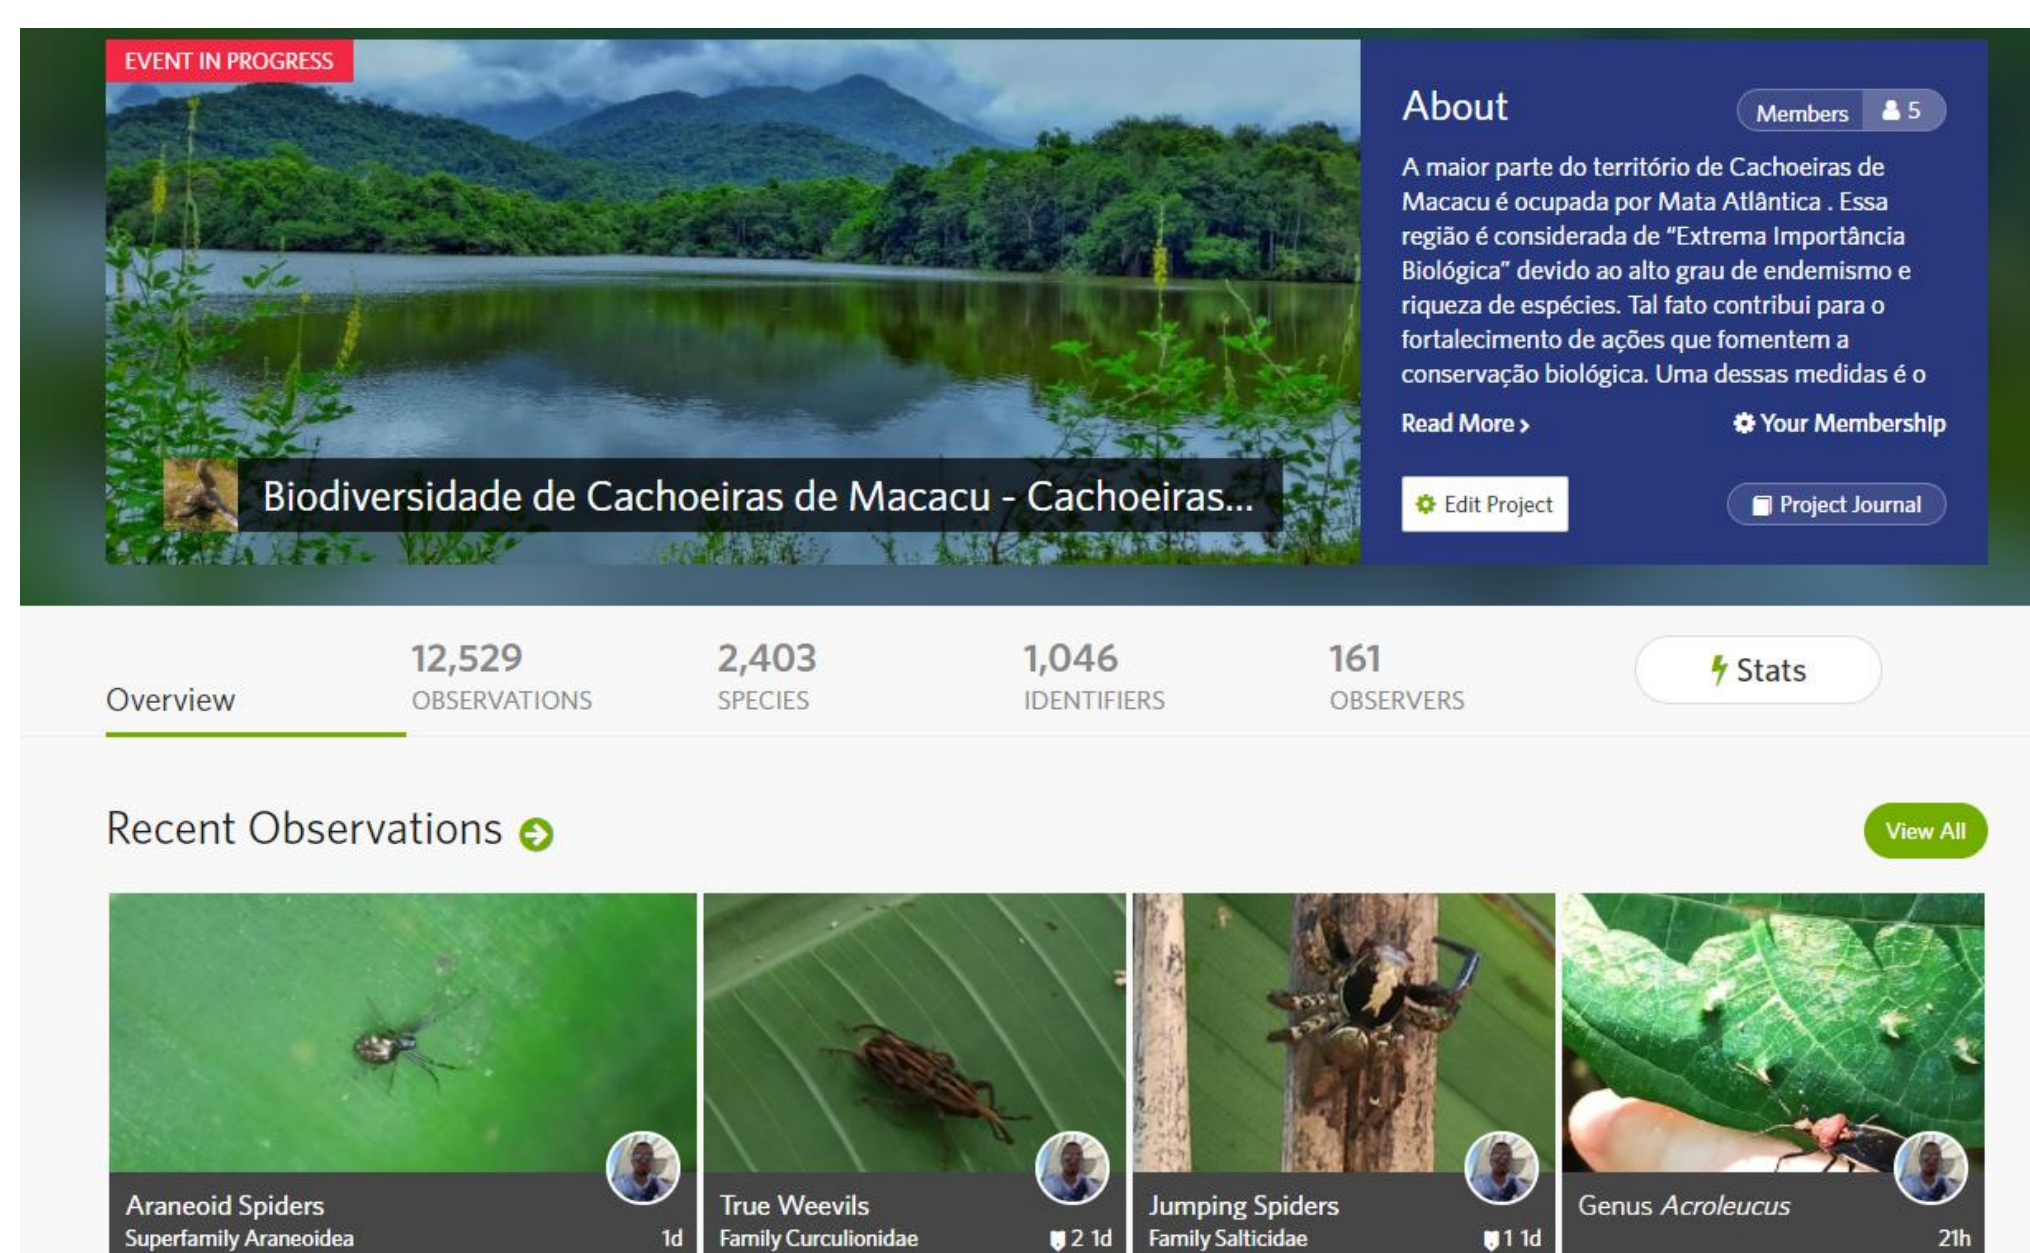 EVENT IN PROGRESS
Biodiversidade de Cachoeiras de Macacu - Cachoeiras...
About
Members 5
A maior parte do território de Cachoeiras de
Macacu é ocupada por Mata Atlântica . Essa
região é considerada de “Extrema Importância
Biológica” devido ao alto grau de endemismo e
riqueza de espécies. Tal fato contribui para o
fortalecimento de ações que fomentem a
conservação biológica. Uma dessas medidas é o
Read More ›
Your Membership
Edit Project
Project Journal
Overview
12,529
OBSERVATIONS
2,403
SPECIES
1,046
IDENTIFIERS
161
OBSERVERS
Stats
Recent Observations
View All
Araneoid Spiders
Superfamily Araneoidea
1d
True Weevils
Family Curculionidae
2 1d
Jumping Spiders
Family Salticidae
1 1d
Genus Acroleucus
21h